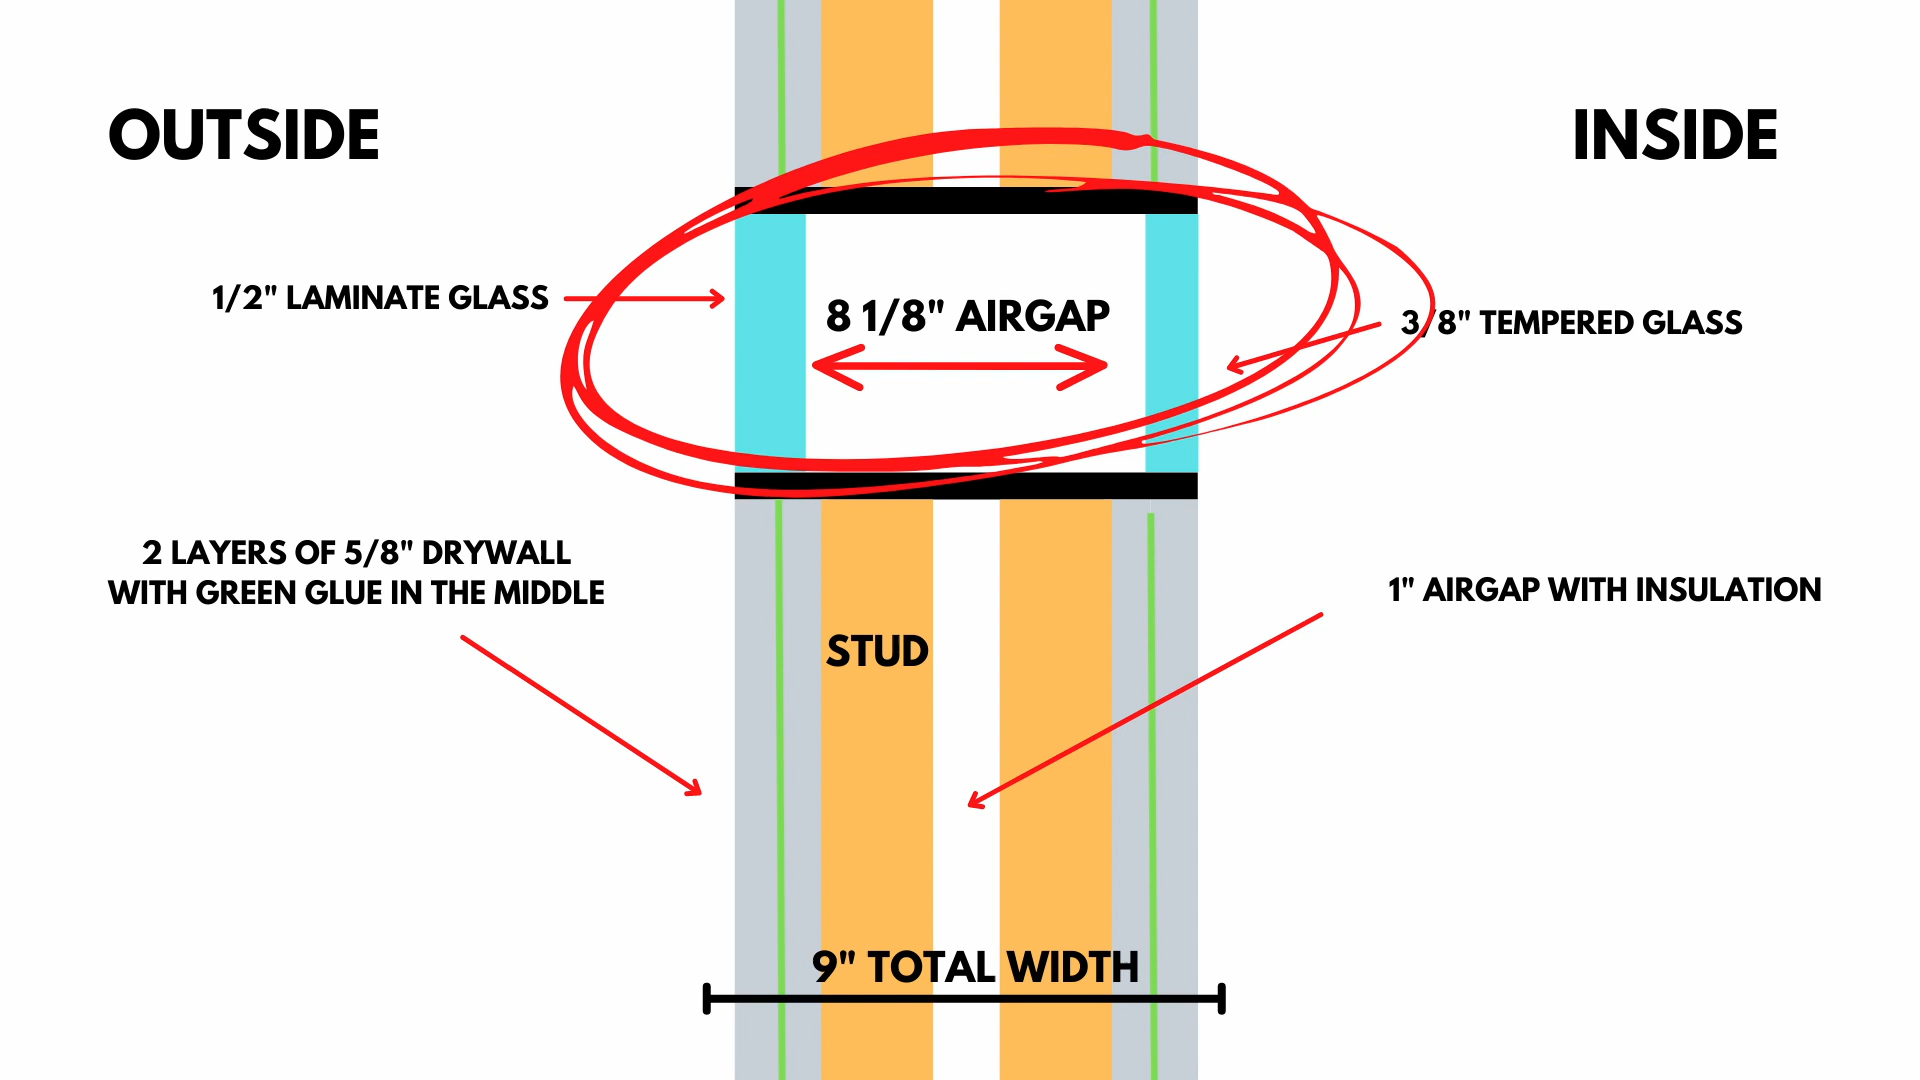 OUTSIDE
INSIDE
1/2" LAMINATE GLASS
8 1/8" AIRGAP
3/8" TEMPERED GLASS
2 LAYERS OF 5/8" DRYWALL
WITH GREEN GLUE IN THE MIDDLE
1" AIRGAP WITH INSULATION
STUD
9" TOTAL WIDTH